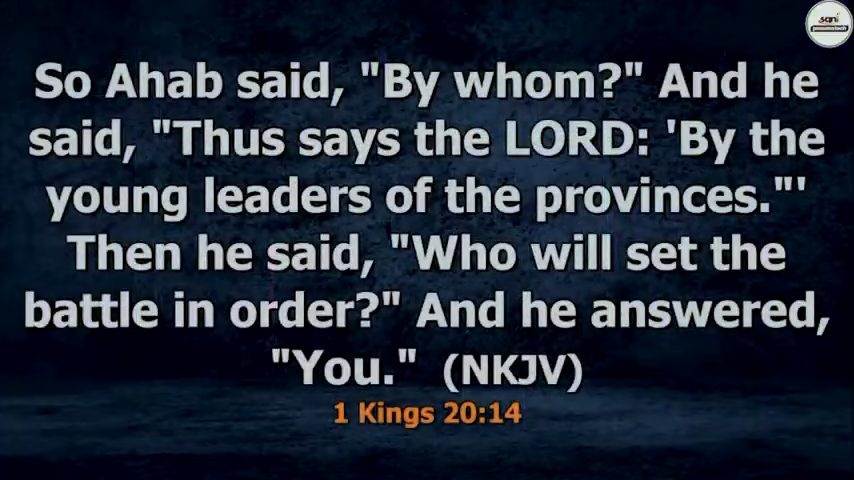 sani
So Ahab said, "By whom?" And he
said, "Thus says the LORD: 'By the
young leaders of the provinces."'
Then he said, "Who will set the
battle in order?" And he answered,
"You." (NKJV)
1 Kings 20:14